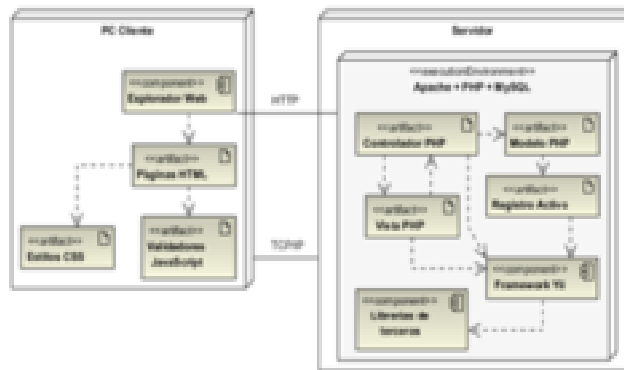 PC Cliente
<<component>>
Explorador Web
<<artifact>>
Páginas HTML
<<artifact>>
Estilos CSS
<<artifact>>
Validadores
JavaScript
HTTP
TCP/IP
Servidor
<<executionEnvironment>>
Apache + PHP + MySQL
<<artifact>>
Controlador PHP
<<artifact>>
Modelo PHP
<<artifact>>
Vista PHP
<<artifact>>
Registro Activo
<<component>>
Framework Yii
<<component>>
Librerías de
terceros